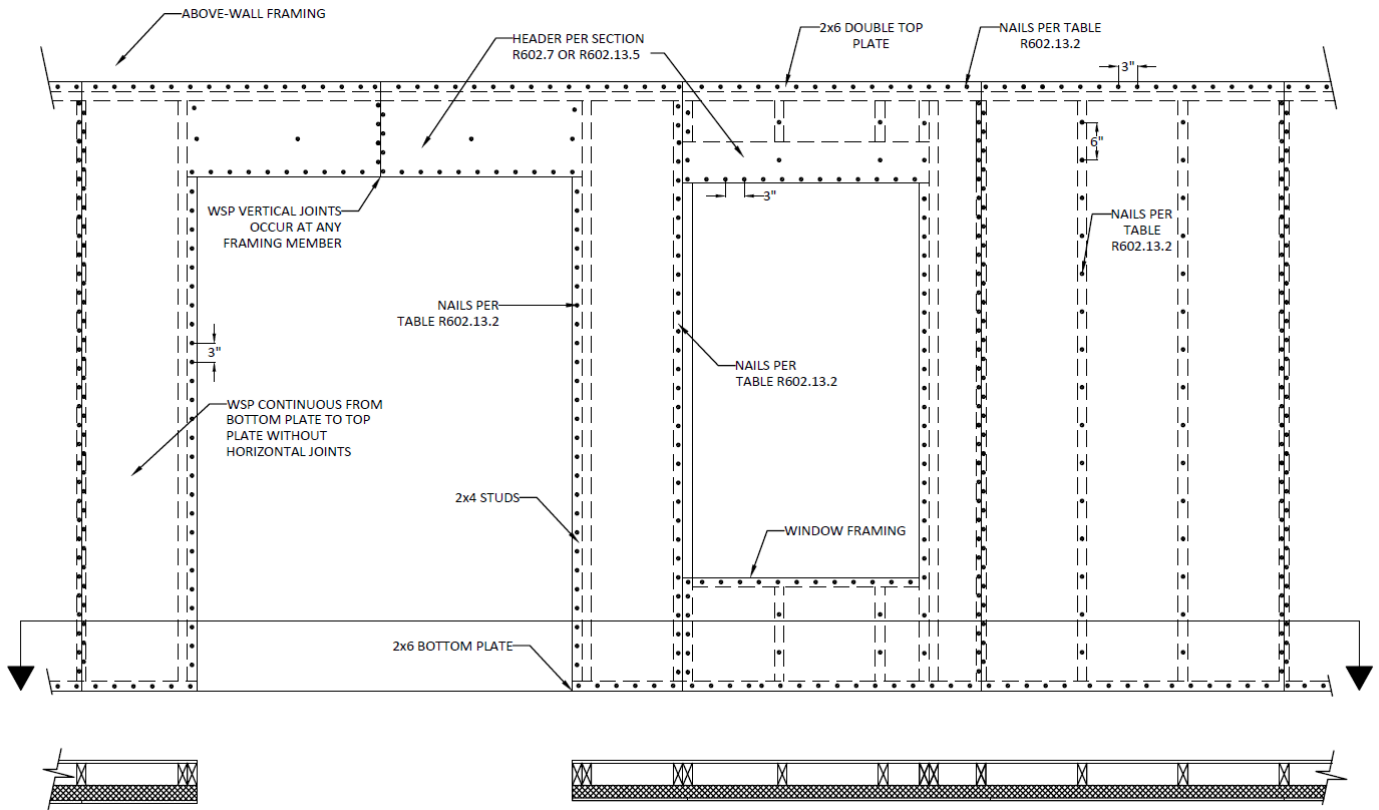 ABOVE-WALL FRAMING
HEADER PER SECTION
R602.7 OR R602.13.5
2x6 DOUBLE TOP
PLATE
NAILS PER TABLE
R602.13.2
3"
6"
3"
WSP VERTICAL JOINTS
OCCUR AT ANY
FRAMING MEMBER
NAILS PER
TABLE
R602.13.2
NAILS PER
TABLE R602.13.2
3"
NAILS PER
TABLE R602.13.2
WSP CONTINUOUS FROM
BOTTOM PLATE TO TOP
PLATE WITHOUT
HORIZONTAL JOINTS
2x4 STUDS
WINDOW FRAMING
2x6 BOTTOM PLATE